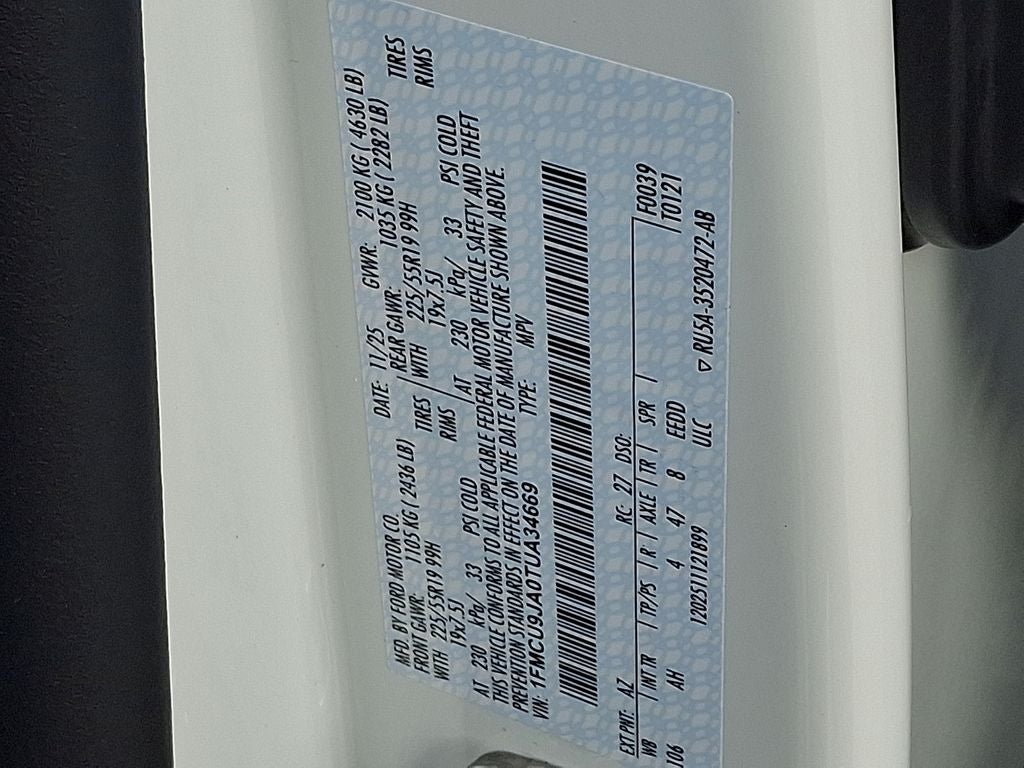 MFD. BY FORD MOTOR CO. DATE: 11/25 GVWR: 2100 KG ( 4630 LB)
FRONT GAWR: 1105 KG ( 2436 LB) REAR GAWR: 1035 KG ( 2282 LB)
WITH 225/55R19 99H TIRES WITH 225/55R19 99H TIRES
19x7.5J RIMS 19x7.5J RIMS
AT 230 kPa/ 33 PSI COLD AT 230 kPa/ 33 PSI COLD
THIS VEHICLE CONFORMS TO ALL APPLICABLE FEDERAL MOTOR VEHICLE SAFETY AND THEFT
PREVENTION STANDARDS IN EFFECT ON THE DATE OF MANUFACTURE SHOWN ABOVE.
VIN: 1FMCU9JA0TUA34669 TYPE: MPV
EXT PNT: AZ RC: 27 DSO: F0039
WB | INTR | TP/PS | R | AXLE | TR | SPR | T0121
106 AH 4 47 8 EEDD
120251121899 ULC ▽ RU5A-3520472-AB